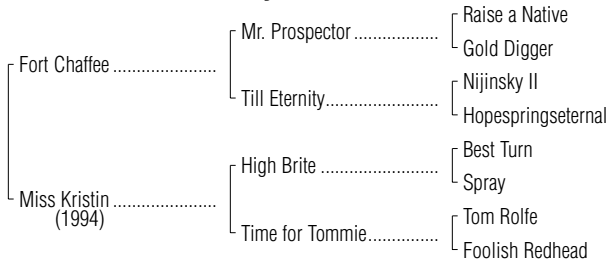 Raise a Native
Mr. Prospector ..................
Gold Digger
Fort Chaffee ......................
Nijinsky II
Till Eternity........................
Hopespringseternal
Best Turn
High Brite .........................
Spray
Miss Kristin ......................
(1994)
Tom Rolfe
Time for Tommie...............
Foolish Redhead